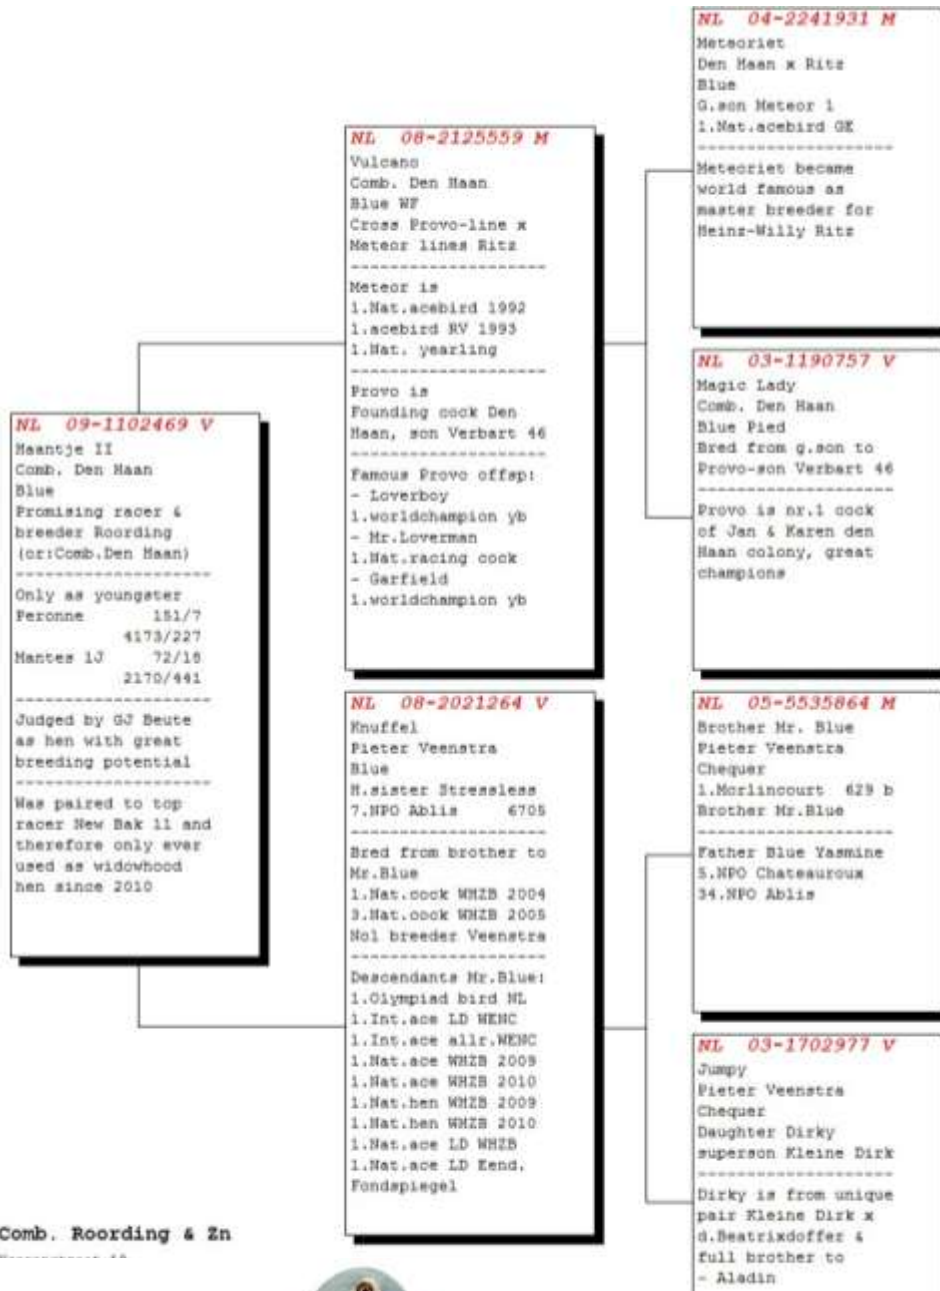 NL 09-1102469 V
Haantje II
Comb. Den Haan
Blue
Promising racer &
breeder Roording
(or:Comb.Den Haan)
--------------------
Only as youngster
Peronne 151/7
4173/227
Mantes 1J 72/18
2170/441
--------------------
Judged by GJ Beute
as hen with great
breeding potential
--------------------
Was paired to top
racer New Bak 11 and
therefore only ever
used as widowhood
hen since 2010
NL 08-2125559 M
Vulcano
Comb. Den Haan
Blue WF
Cross Provo-line x
Meteor lines Ritz
--------------------
Meteor is
1.Nat.acebird 1992
1.acebird RV 1993
1.Nat. yearling
--------------------
Provo is
Founding cock Den
Haan, son Verbart 46
--------------------
Famous Provo offsp:
- Loverboy
1.worldchampion yb
- Mr.Loverman
1.Nat.racing cock
- Garfield
1.worldchampion yb
NL 08-2021264 V
Knuffel
Pieter Veenstra
Blue
H.sister Stressless
7.NPO Ablis 6705
--------------------
Bred from brother to
Mr.Blue
1.Nat.cock WHZB 2004
3.Nat.cock WHZB 2005
No1 breeder Veenstra
--------------------
Descendants Mr.Blue:
1.Olympiad bird NL
1.Int.ace LD WENC
1.Int.ace allr.WENC
1.Nat.ace WHZB 2009
1.Nat.ace WHZB 2010
1.Nat.hen WHZB 2009
1.Nat.hen WHZB 2010
1.Nat.ace LD WHZB
1.Nat.ace LD Eend.
Fondspiegel
NL 04-2241931 M
Meteoriet
Den Haan x Ritz
Blue
G.son Meteor 1
1.Nat.acebird GE
--------------------
Meteoriet became
world famous as
master breeder for
Heinz-Willy Ritz
NL 03-1190757 V
Magic Lady
Comb. Den Haan
Blue Pied
Bred from g.son to
Provo-son Verbart 46
--------------------
Provo is nr.1 cock
of Jan & Karen den
Haan colony, great
champions
NL 05-5535864 M
Brother Mr. Blue
Pieter Veenstra
Chequer
1.Morlincourt 629 b
Brother Mr.Blue
--------------------
Father Blue Yasmine
5.NPO Chateauroux
34.NPO Ablis
NL 03-1702977 V
Jumpy
Pieter Veenstra
Chequer
Daughter Dirky
superson Kleine Dirk
--------------------
Dirky is from unique
pair Kleine Dirk x
d.Beatrixdoffer &
full brother to
- Aladin
Comb. Roording & Zn